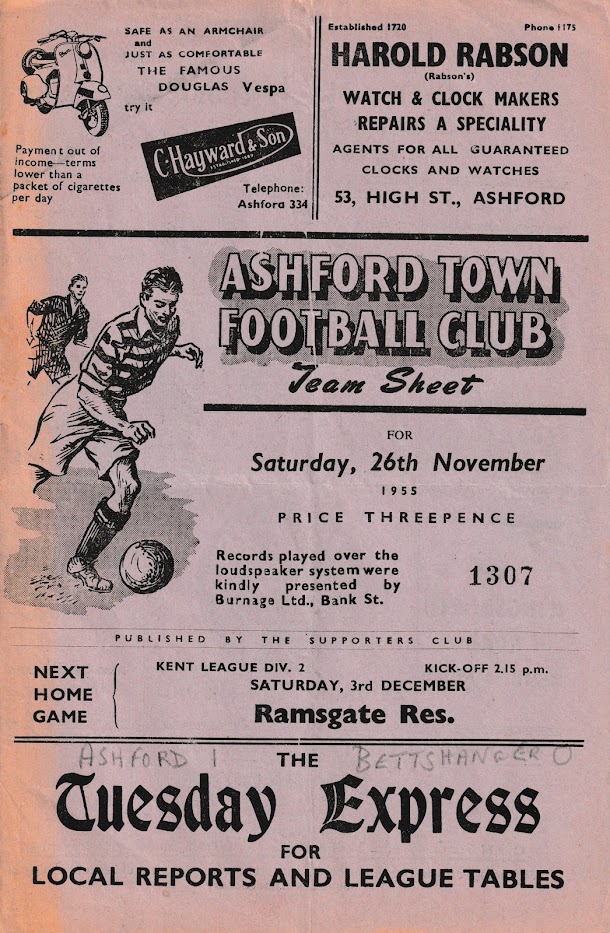 SAFE AS AN ARMCHAIR
and
JUST AS COMFORTABLE
THE FAMOUS
DOUGLAS Vespa
try it
Payment out of
income—terms
lower than a
packet of cigarettes
per day
C. Hayward & Son
ESTABLISHED
Telephone:
Ashford 334
Established 1720 Phone 1175
HAROLD RABSON
(Rabson's)
WATCH & CLOCK MAKERS
REPAIRS A SPECIALITY
AGENTS FOR ALL GUARANTEED
CLOCKS AND WATCHES
53, HIGH ST., ASHFORD
ASHFORD TOWN
FOOTBALL CLUB
Team Sheet
FOR
Saturday, 26th November
1955
PRICE THREEPENCE
Records played over the
loudspeaker system were
kindly presented by
Burnage Ltd., Bank St.
1307
PUBLISHED BY THE SUPPORTERS CLUB
NEXT
HOME
GAME
KENT LEAGUE DIV. 2 KICK-OFF 2.15 p.m.
SATURDAY, 3rd DECEMBER
Ramsgate Res.
ASHFORD 1 BETTSHANGER 0
THE
Tuesday Express
FOR
LOCAL REPORTS AND LEAGUE TABLES